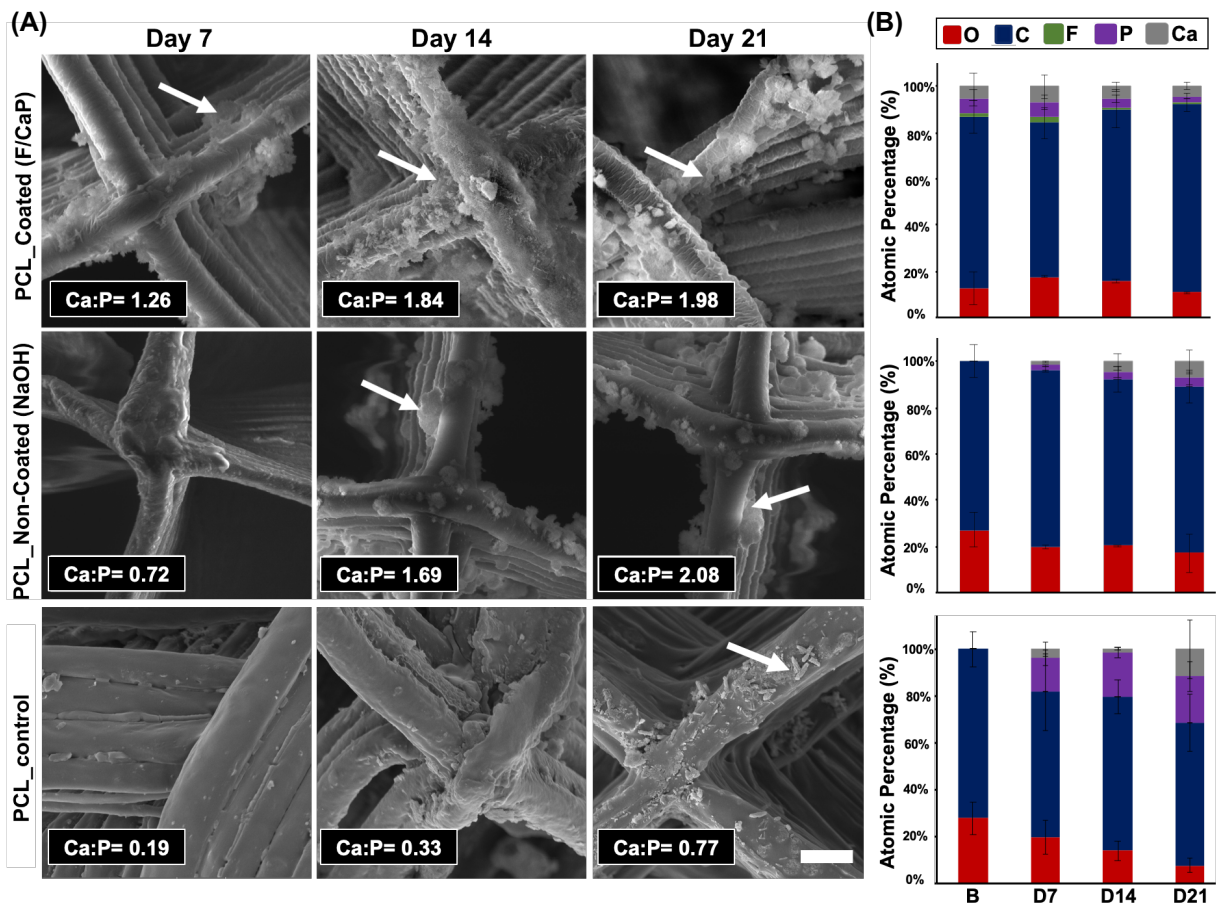 (A)
Day 7
Day 14
Day 21
PCL_Coated (F/CaP)
Ca:P= 1.26
Ca:P= 1.84
Ca:P= 1.98
PCL_Non-Coated (NaOH)
Ca:P= 0.72
Ca:P= 1.69
Ca:P= 2.08
PCL_control
Ca:P= 0.19
Ca:P= 0.33
Ca:P= 0.77
(B)
O C F P Ca
Atomic Percentage (%)
100%
80%
60%
40%
20%
0%
Atomic Percentage (%)
100%
80%
60%
40%
20%
0%
Atomic Percentage (%)
100%
80%
60%
40%
20%
0%
B D7 D14 D21